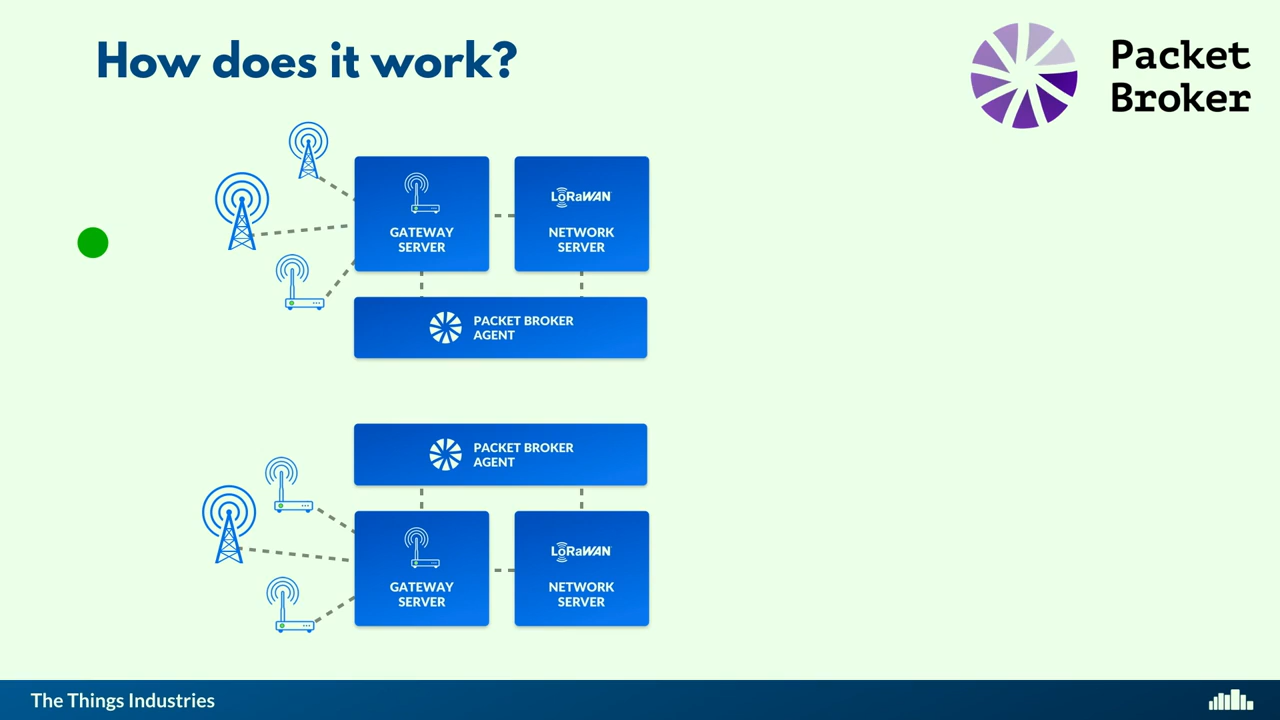 How does it work?
Packet
Broker
GATEWAY
SERVER
LoRaWAN
NETWORK
SERVER
PACKET BROKER
AGENT
PACKET BROKER
AGENT
GATEWAY
SERVER
LoRaWAN
NETWORK
SERVER
The Things Industries